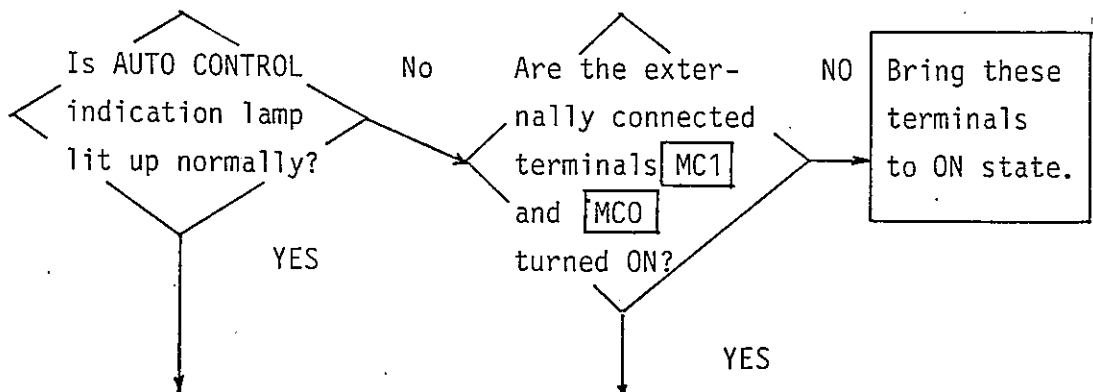 Is AUTO CONTROL
indication lamp
lit up normally?
No
YES
Are the exter-
nally connected
terminals MC1
and MCO
turned ON?
NO
YES
Bring these
terminals
to ON state.